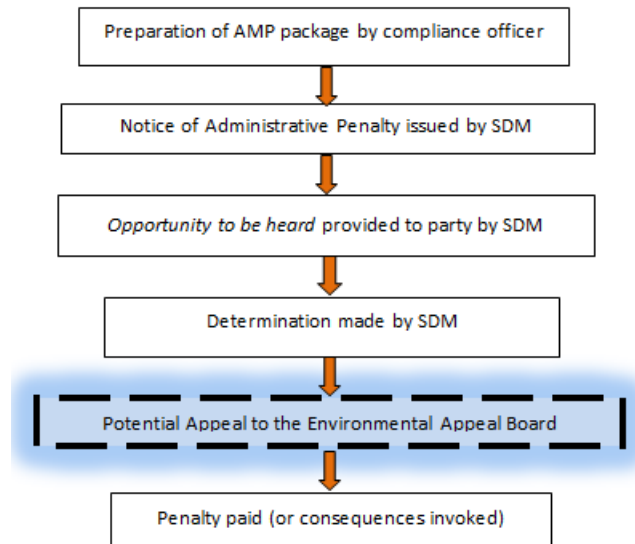 Preparation of AMP package by compliance officer
Notice of Administrative Penalty issued by SDM
Opportunity to be heard provided to party by SDM
Determination made by SDM
Potential Appeal to the Environmental Appeal Board
Penalty paid (or consequences invoked)